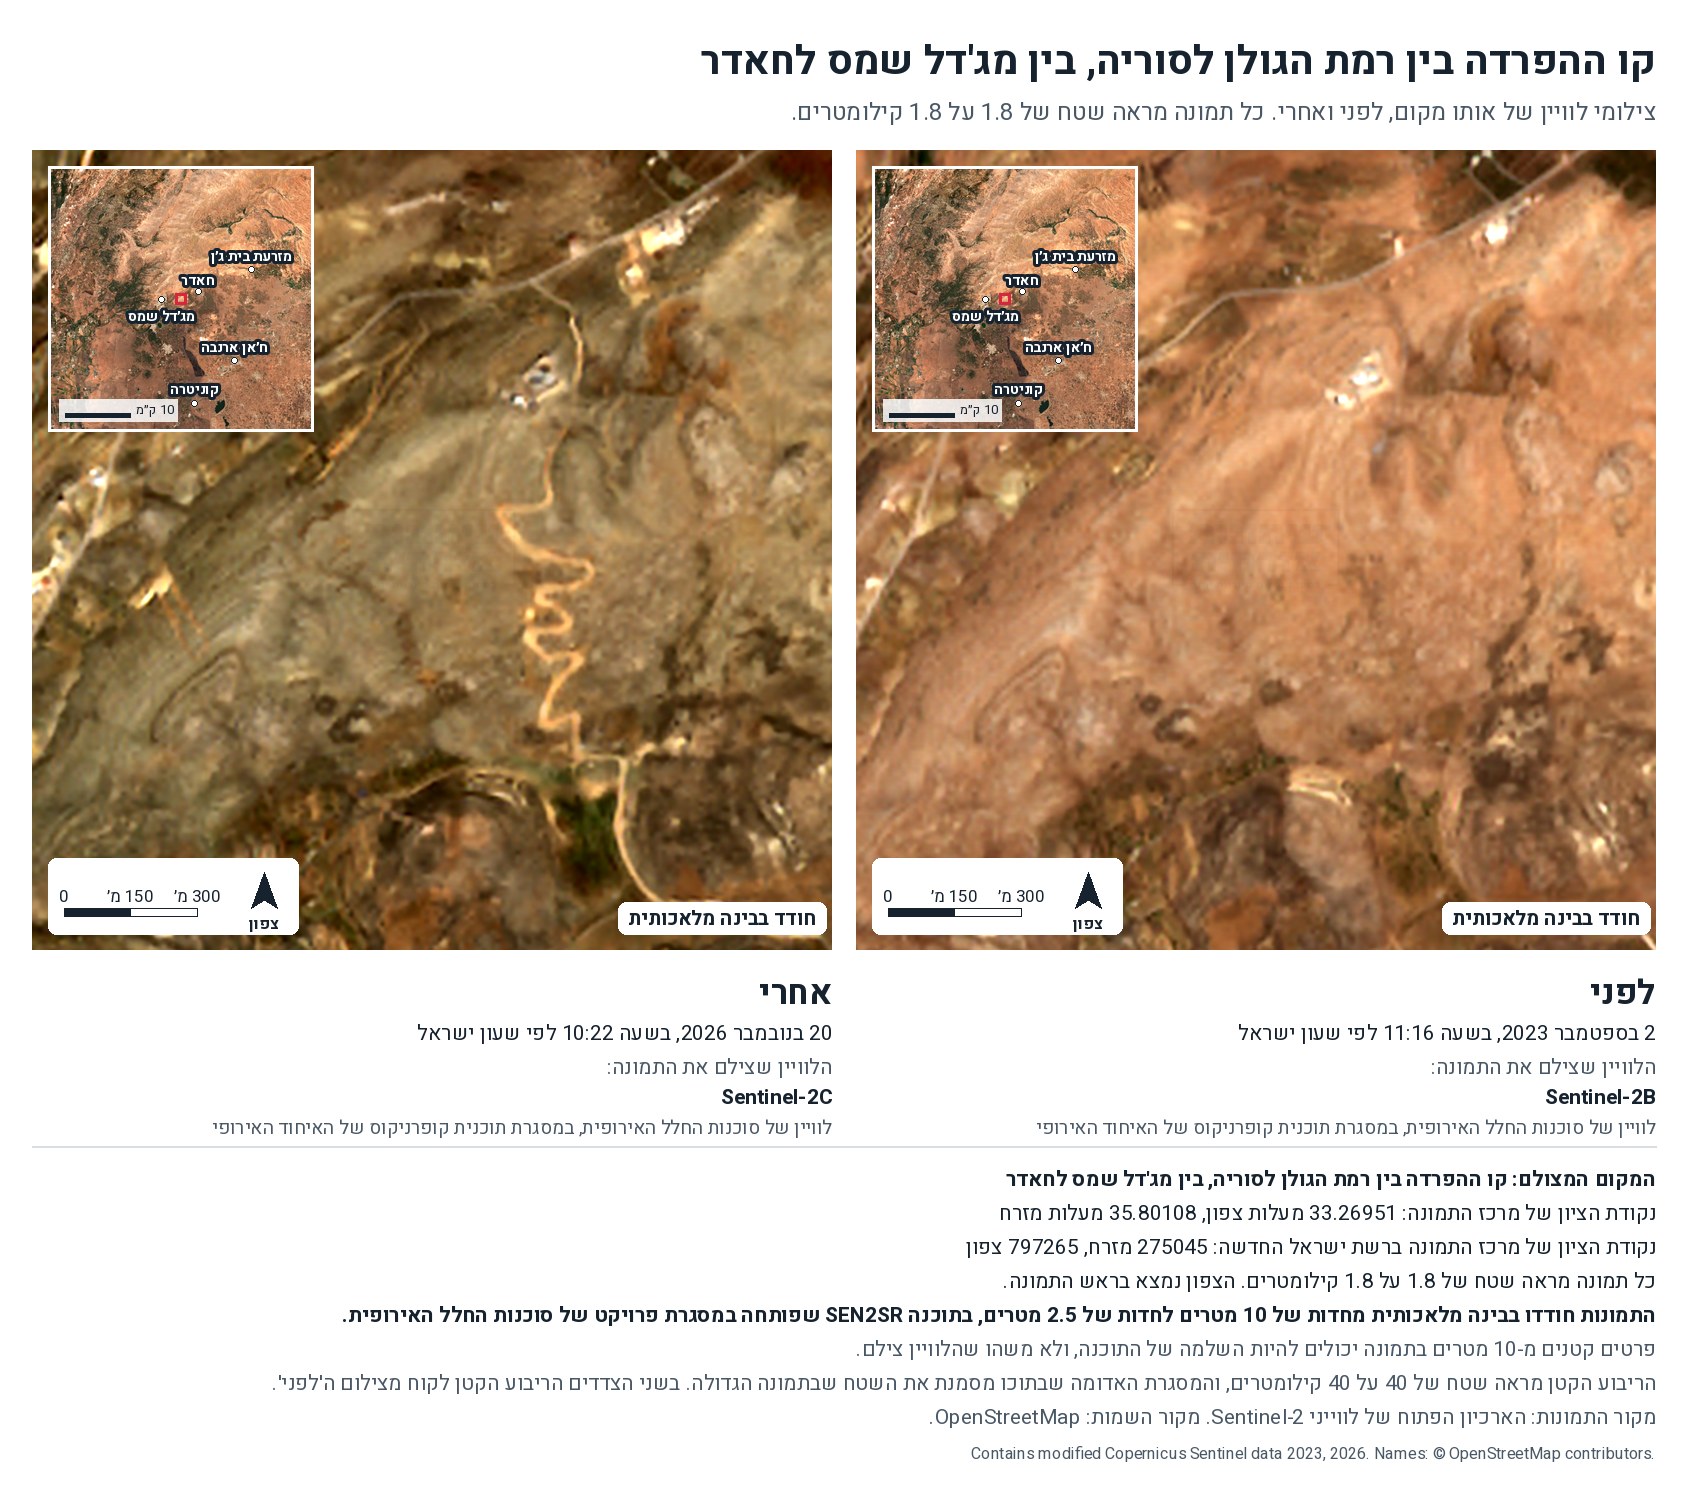 קו ההפרדה בין רמת הגולן לסוריה, בין מג'דל שמס לחאדר
צילומי לוויין של אותו מקום, לפני ואחרי. כל תמונה מראה שטח של 1.8 על 1.8 קילומטרים.
מזרעת בית ג'ן
חאדר
מג'דל שמס
ח'אן ארנבה
קוניטרה
10 ק"מ
0 150 מ' 300 מ'
צפון
חודד בבינה מלאכותית
לפני
2 בספטמבר 2023, בשעה 11:16 לפי שעון ישראל
הלוויין שצילם את התמונה:
Sentinel-2B
לוויין של סוכנות החלל האירופית, במסגרת תוכנית קופרניקוס של האיחוד האירופי
מזרעת בית ג'ן
חאדר
מג'דל שמס
ח'אן ארנבה
קוניטרה
10 ק"מ
0 150 מ' 300 מ'
צפון
חודד בבינה מלאכותית
אחרי
20 בנובמבר 2026, בשעה 10:22 לפי שעון ישראל
הלוויין שצילם את התמונה:
Sentinel-2C
לוויין של סוכנות החלל האירופית, במסגרת תוכנית קופרניקוס של האיחוד האירופי
המקום המצולם: קו ההפרדה בין רמת הגולן לסוריה, בין מג'דל שמס לחאדר
נקודת הציון של מרכז התמונה: 33.26951 מעלות צפון, 35.80108 מעלות מזרח
נקודת הציון של מרכז התמונה ברשת ישראל החדשה: 275045 מזרח, 797265 צפון
כל תמונה מראה שטח של 1.8 על 1.8 קילומטרים. הצפון נמצא בראש התמונה.
התמונות חודדו בבינה מלאכותית מחדות של 10 מטרים לחדות של 2.5 מטרים, בתוכנה SEN2SR שפותחה במסגרת פרויקט של סוכנות החלל האירופית.
פרטים קטנים מ-10 מטרים בתמונה יכולים להיות השלמה של התוכנה, ולא משהו שהלוויין צילם.
הריבוע הקטן מראה שטח של 40 על 40 קילומטרים, והמסגרת האדומה שבתוכו מסמנת את השטח שבתמונה הגדולה. בשני הצדדים הריבוע הקטן לקוח מצילום ה'לפני'.
מקור התמונות: הארכיון הפתוח של לווייני Sentinel-2. מקור השמות: OpenStreetMap.
Contains modified Copernicus Sentinel data 2023, 2026. Names: © OpenStreetMap contributors.